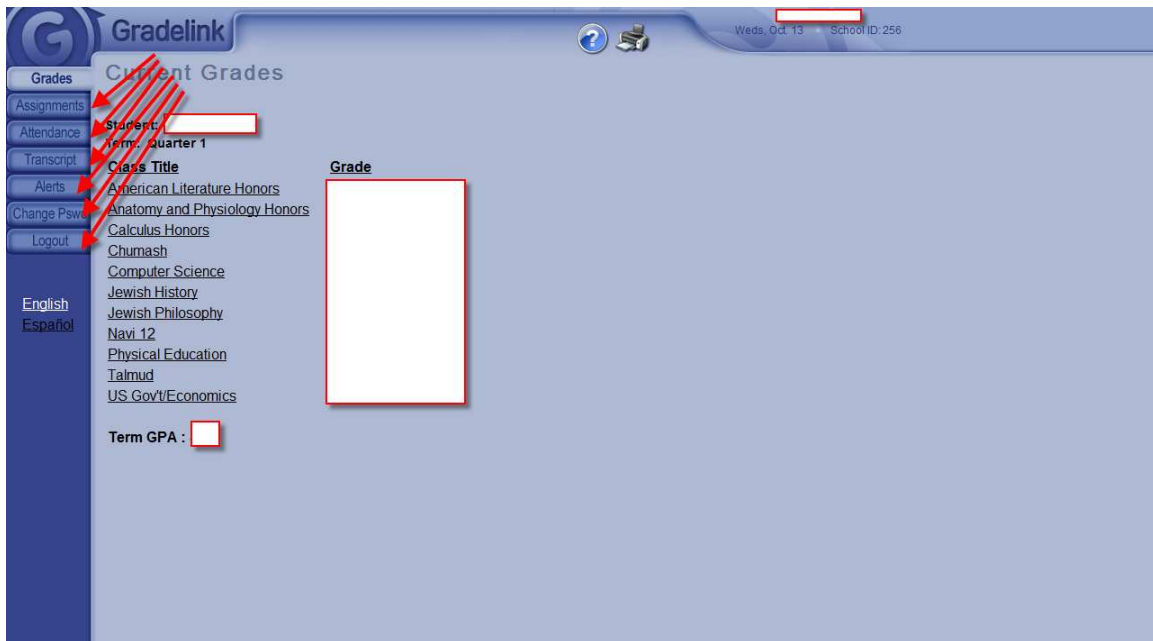 G Gradelink
Weds, Oct. 13 School ID: 256
Grades
Assignments
Attendance
Transcript
Alerts
Change Pswd
Logout
English
Español
Current Grades
Student:
Term: Quarter 1
Class Title Grade
American Literature Honors
Anatomy and Physiology Honors
Calculus Honors
Chumash
Computer Science
Jewish History
Jewish Philosophy
Navi 12
Physical Education
Talmud
US Gov't/Economics
Term GPA :